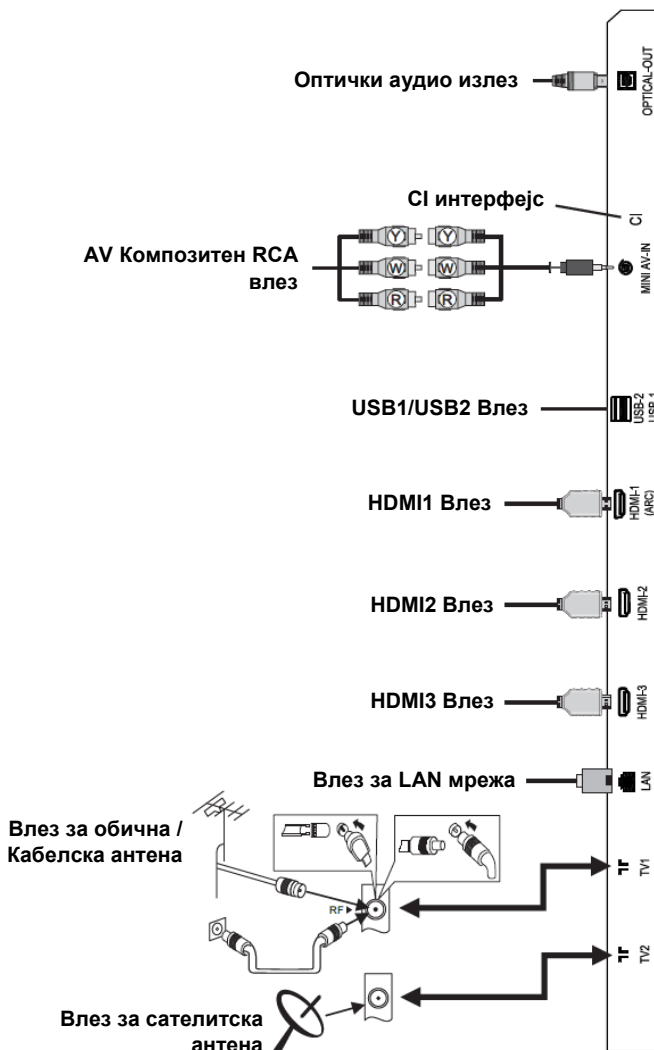 Оптички аудио излез
OPTICAL-OUT
CI интерфејс
CI
AV Композитен RCA
влез
Y Y
W W
R R
MINI AV-IN
USB1/USB2 Влез
USB-2
USB-1
HDMI1 Влез
HDMI-1
(ARC)
HDMI2 Влез
HDMI-2
HDMI3 Влез
HDMI-3
Влез за LAN мрежа
LAN
Влез за обична /
Кабелска антена
RF
TV1
TV2
Влез за сателитска
антена